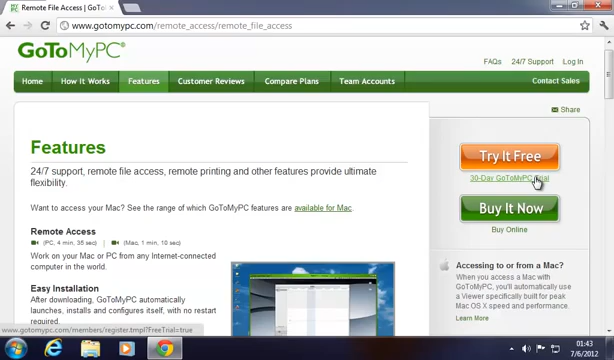 Remote File Access | GoTo
www.gotomypc.com/remote_access/remote_file_access
GoToMyPC®
FAQs 24/7 Support Log In
Home How it Works Features Customer Reviews Compare Plans Team Accounts Contact Sales
Share
Features
24/7 support, remote file access, remote printing and other features provide ultimate
flexibility.
Want to access your Mac? See the range of which GoToMyPC features are available for Mac.
Remote Access
(PC, 4 min, 35 sec) | (Mac, 1 min, 10 sec)
Work on your Mac or PC from any Internet-connected
computer in the world.
Easy Installation
After downloading, GoToMyPC automatically
launches, installs and configures itself, with no restart
required.
Try It Free
30-Day GoToMyPC Trial
Buy It Now
Buy Online
Accessing to or from a Mac?
When you access a Mac with
GoToMyPC, you'll automatically use
a Viewer specifically built for peak
Mac OS X speed and performance.
Learn More
www.gotomypc.com/members/register.tmpl?FreeTrial=true
01:43
7/6/2012